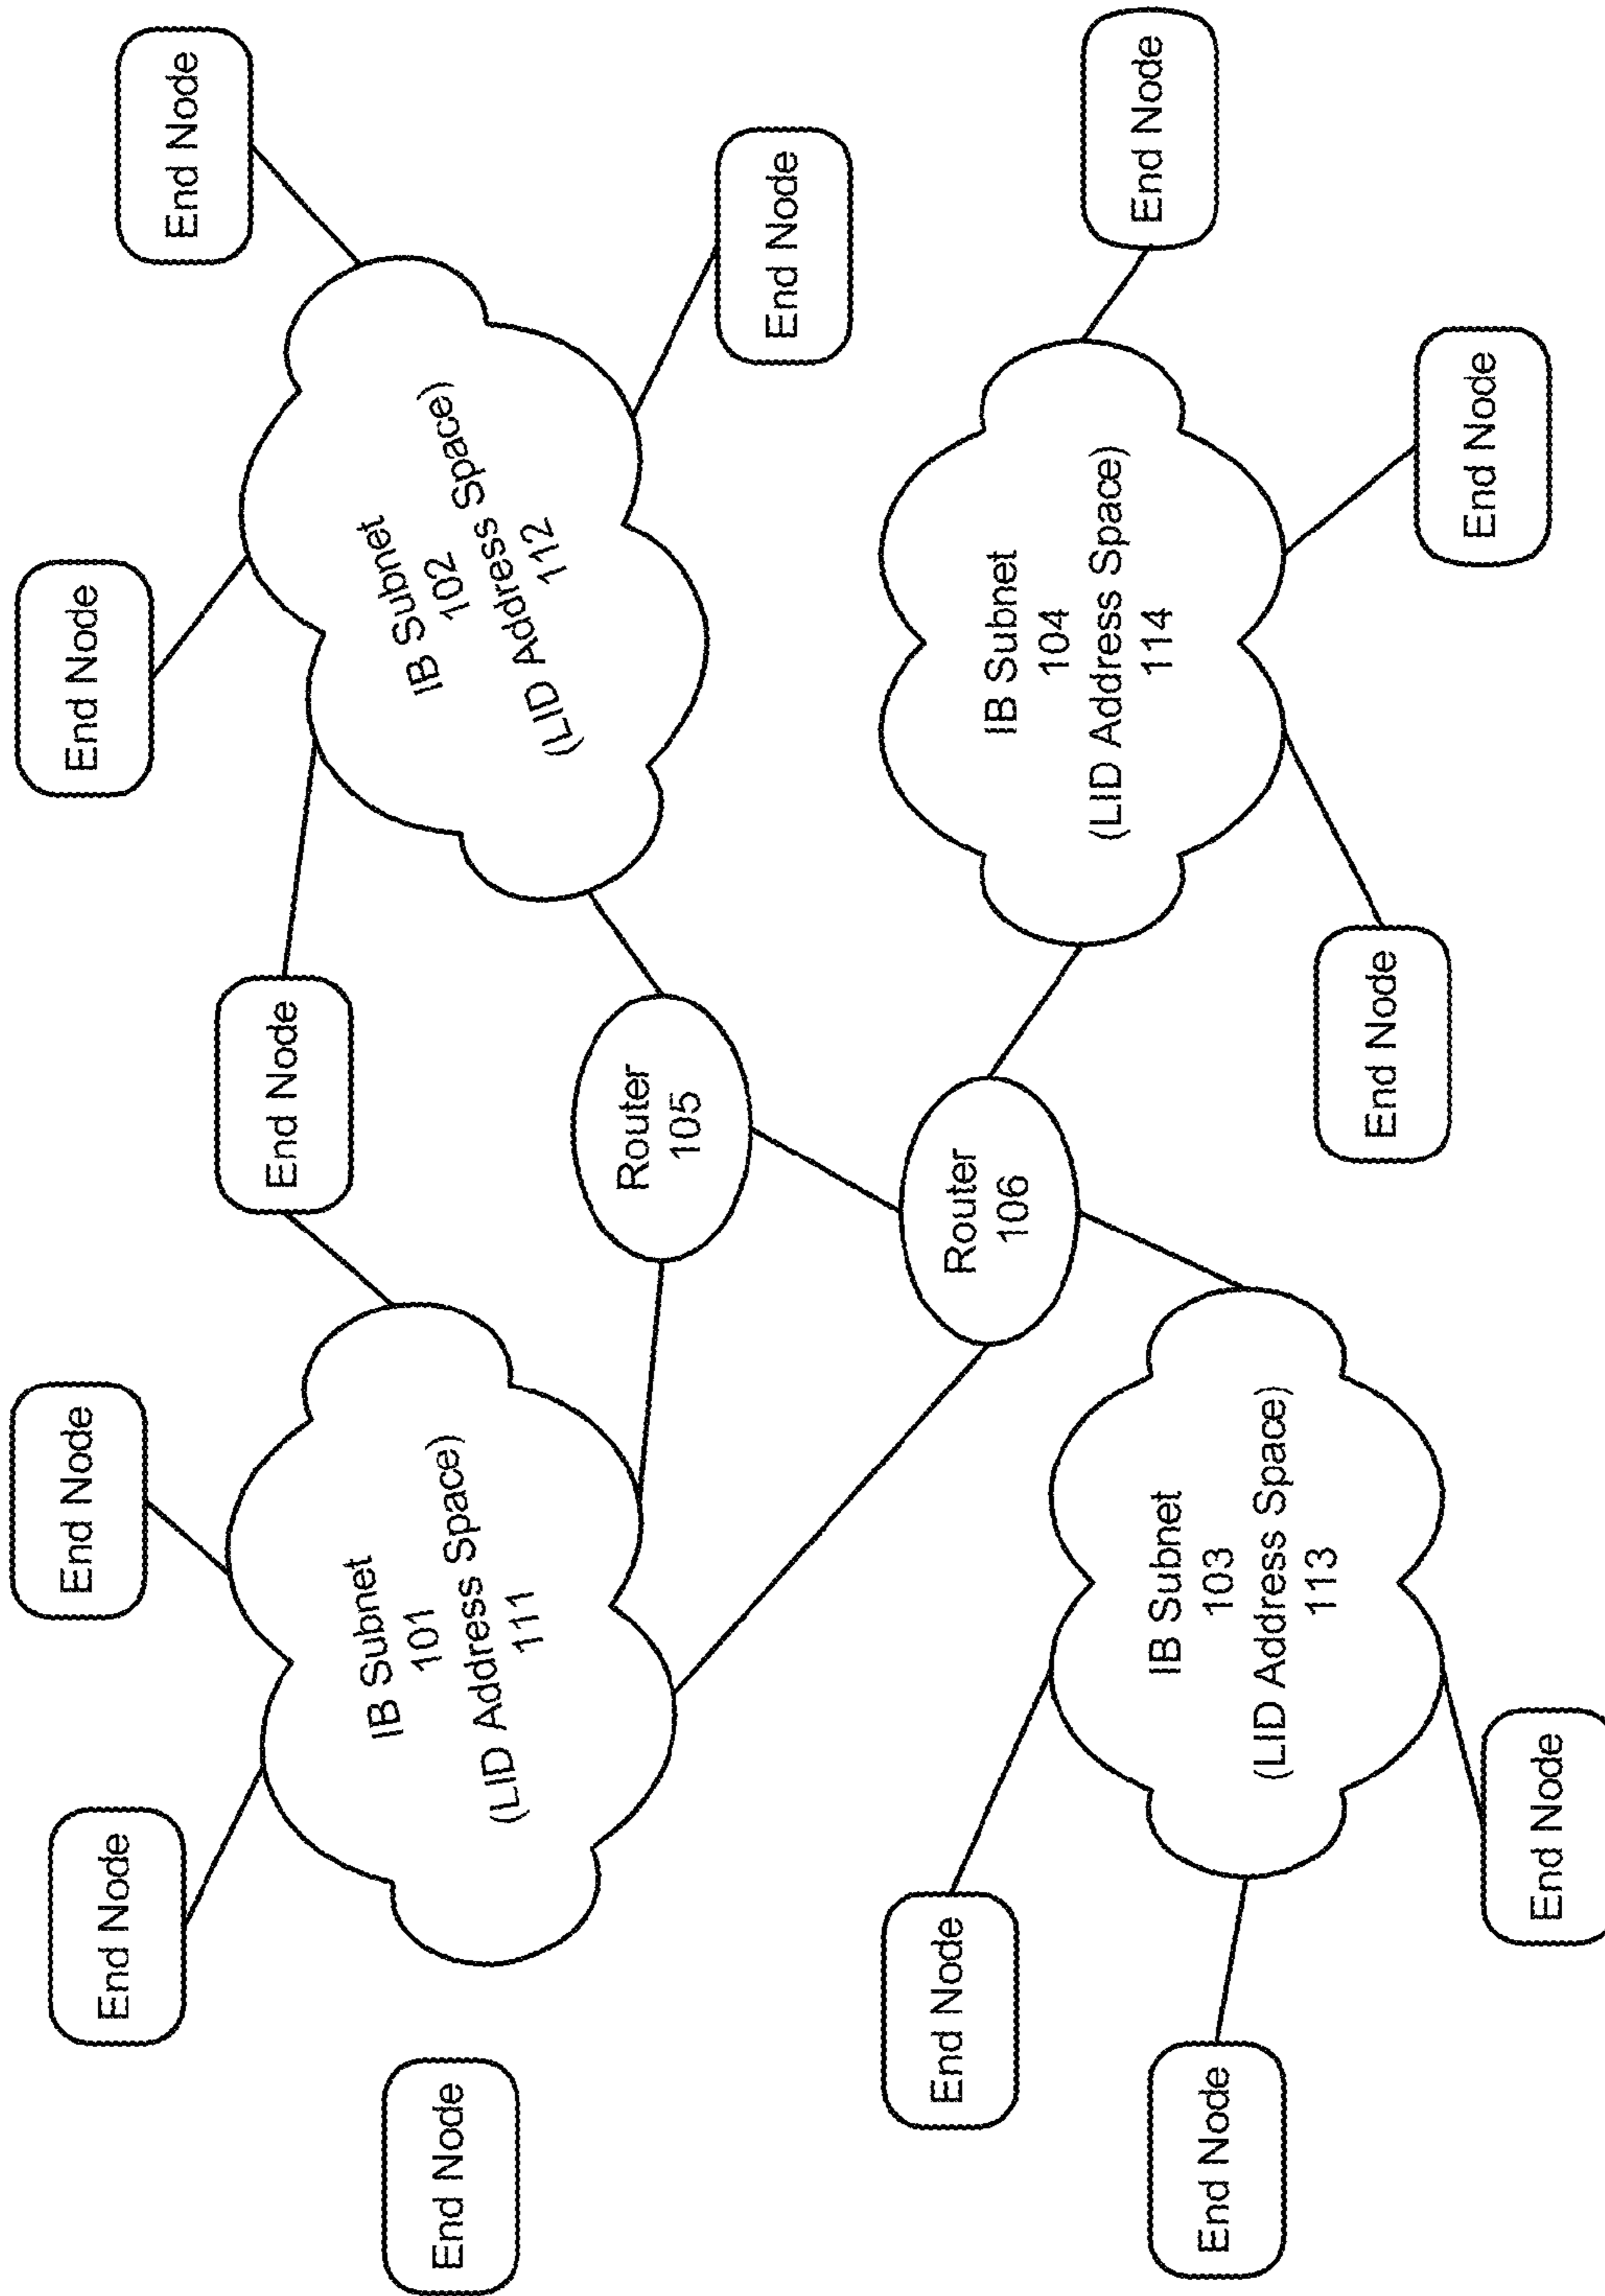 End Node
End Node
End Node
End Node
End Node
End Node
IB Subnet
101
(LID Address Space)
111
IB Subnet
102
(LID Address Space)
112
Router
105
End Node
End Node
Router
106
IB Subnet
104
(LID Address Space)
114
End Node
IB Subnet
103
(LID Address Space)
113
End Node
End Node
End Node
End Node